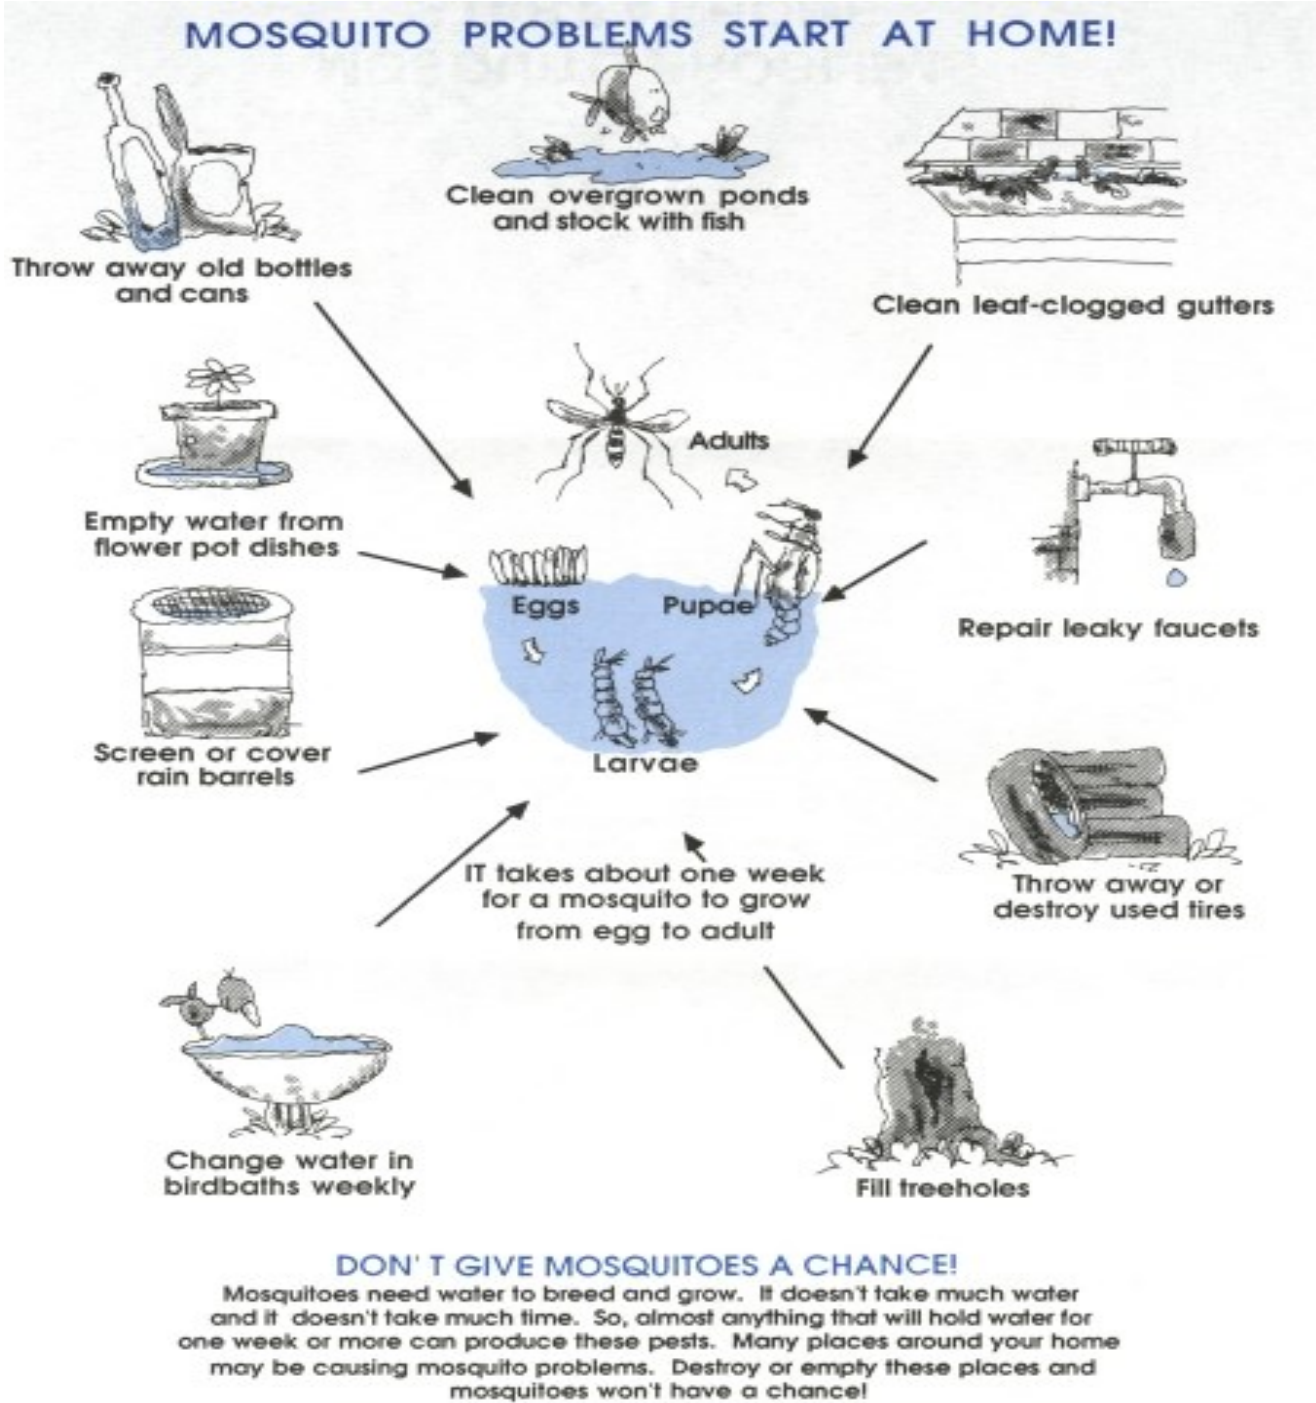 MOSQUITO PROBLEMS START AT HOME!
Clean overgrown ponds
and stock with fish
Throw away old bottles
and cans
Clean leaf-clogged gutters
Adults
Empty water from
flower pot dishes
Eggs
Pupae
Repair leaky faucets
Screen or cover
rain barrels
Larvae
IT takes about one week
for a mosquito to grow
from egg to adult
Throw away or
destroy used tires
Change water in
birdbaths weekly
Fill treeholes
DON' T GIVE MOSQUITOES A CHANCE!
Mosquitoes need water to breed and grow. It doesn't take much water
and it doesn't take much time. So, almost anything that will hold water for
one week or more can produce these pests. Many places around your home
may be causing mosquito problems. Destroy or empty these places and
mosquitoes won't have a chance!